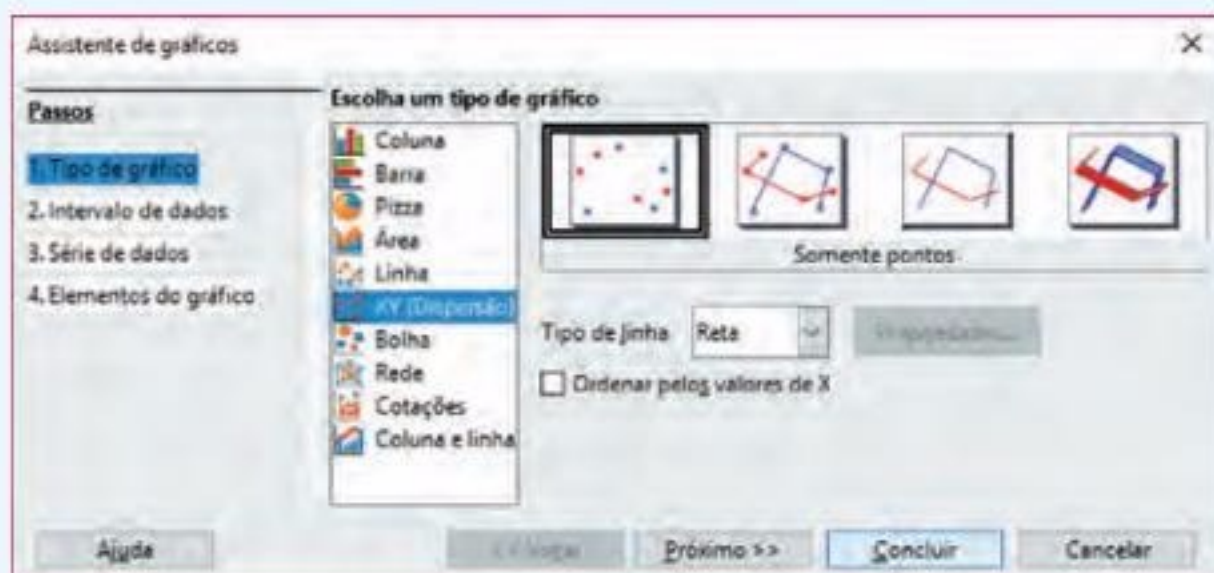 Assistente de gráficos
Passos
1. Tipo de gráfico
2. Intervalo de dados
3. Série de dados
4. Elementos do gráfico
Escolha um tipo de gráfico
Coluna
Barra
Pizza
Área
Linha
XY (Dispersão)
Bolha
Rede
Cotações
Coluna e linha
Somente pontos
Tipo de linha Reta
Propriedades...
Ordenar pelos valores de X
Ajuda
<< Voltar
Próximo >>
Concluir
Cancelar